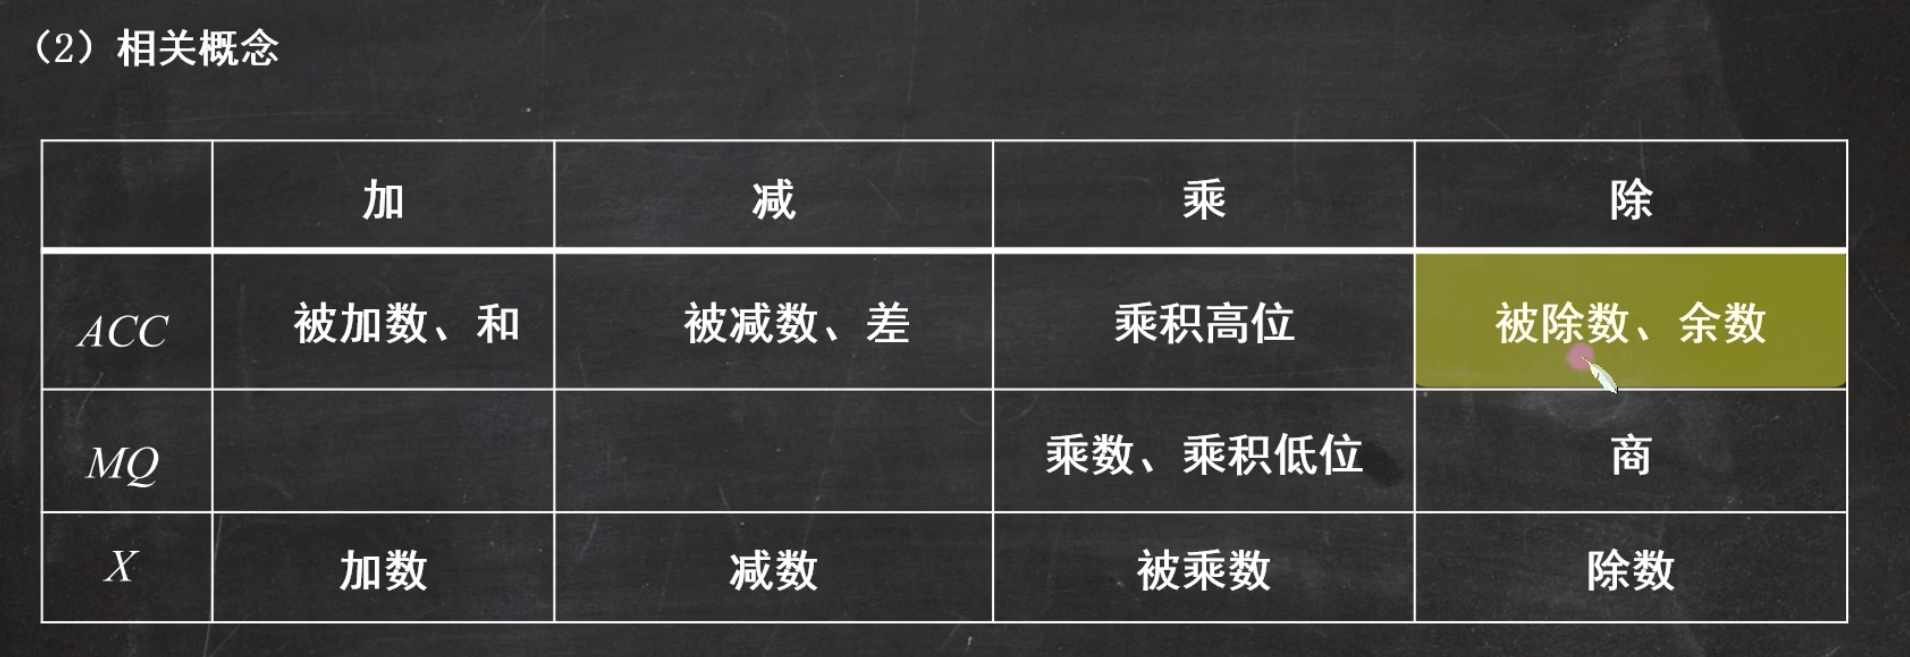 （2）相关概念
加 减 乘 除
ACC 被加数、和 被减数、差 乘积高位 被除数、余数
MQ 乘数、乘积低位 商
X 加数 减数 被乘数 除数